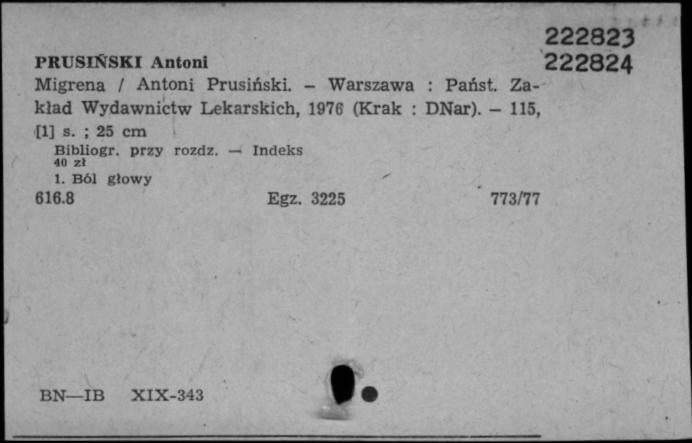 222823
PRUSIŃSKI Antoni
222824
Migrena / Antoni Prusiński. — Warszawa : Państ. Za-
kład Wydawnictw Lekarskich, 1976 (Krak : DNar). — 115,
[1] s. ; 25 cm
Bibliogr. przy rozdz. — Indeks
40 zł
1. Ból głowy
616.8 Egz. 3225 773/77
BN—IB XIX-343